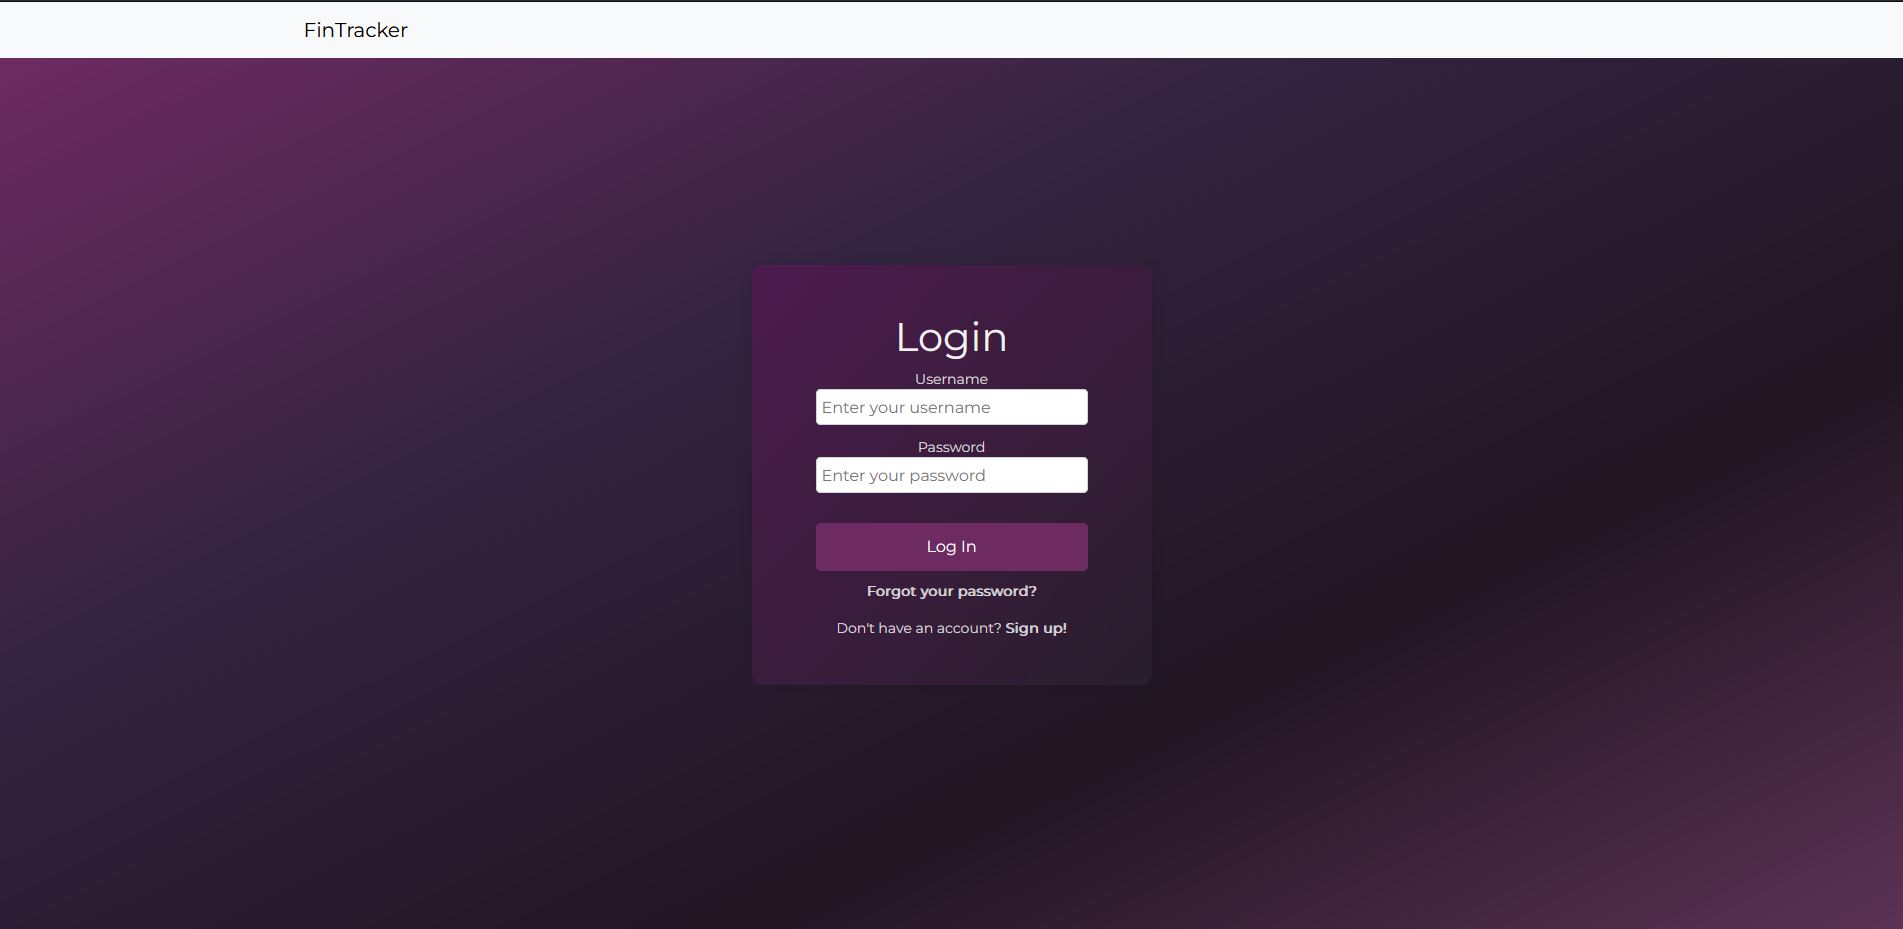 FinTracker
Login
Username
Enter your username
Password
Enter your password
Log In
Forgot your password?
Don't have an account? Sign up!